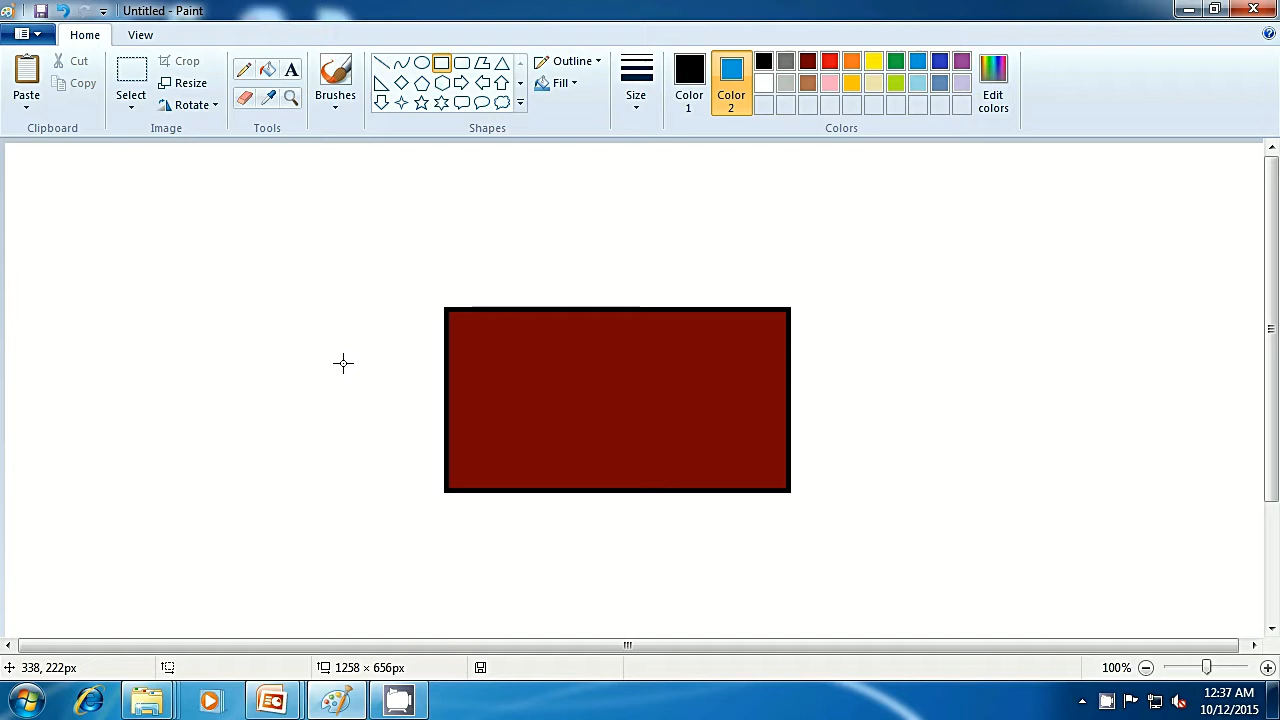 Untitled - Paint
Home View
Paste
Cut
Copy
Clipboard
Select
Crop
Resize
Rotate
Image
A
Tools
Brushes
Outline
Fill
Shapes
Size
Color 1
Color 2
Edit colors
Colors
338, 222px
1258 × 656px
100%
12:37 AM
10/12/2015